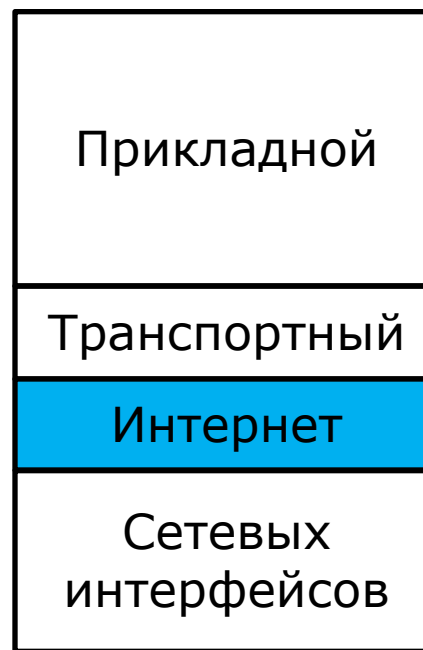 Прикладной
Транспортный
Интернет
Сетевых
интерфейсов